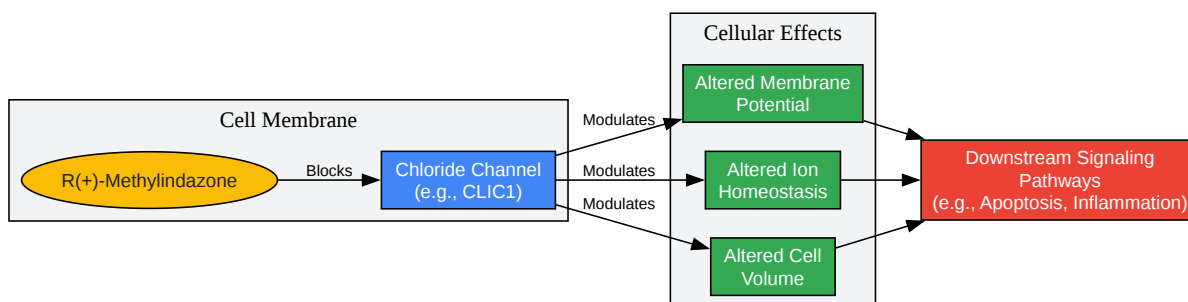 Cell Membrane
R(+)-Methylindazone
Blocks
Chloride Channel
(e.g., CLIC1)
Modulates
Modulates
Modulates
Cellular Effects
Altered Membrane
Potential
Altered Ion
Homeostasis
Altered Cell
Volume
Downstream Signaling
Pathways
(e.g., Apoptosis, Inflammation)